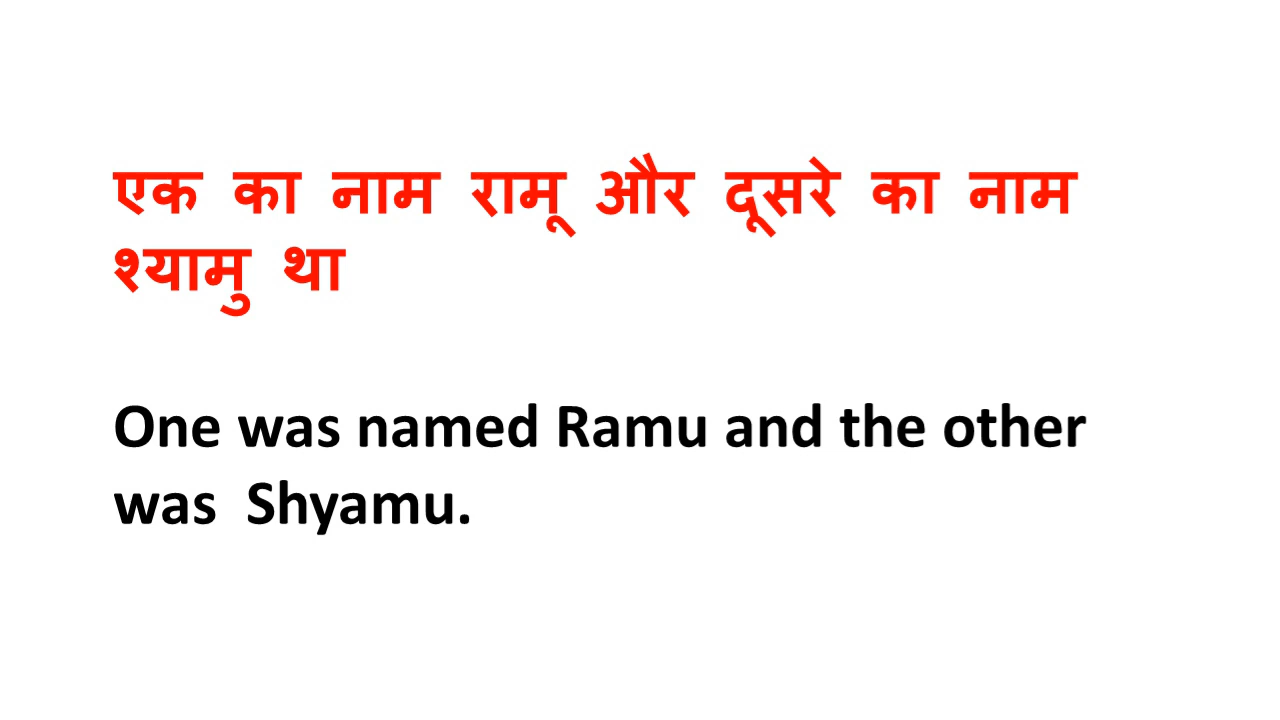 एक का नाम रामू और दूसरे का नाम
श्यामु था
One was named Ramu and the other
was  Shyamu.